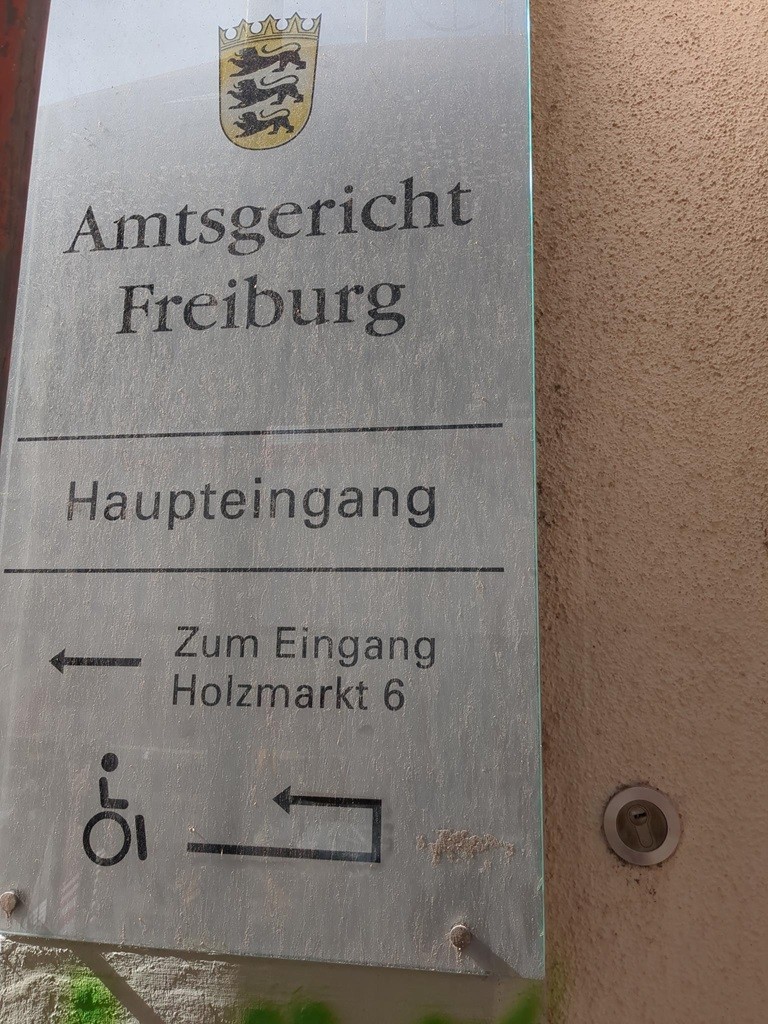 Amtsgericht
Freiburg
Haupteingang
Zum Eingang
Holzmarkt 6